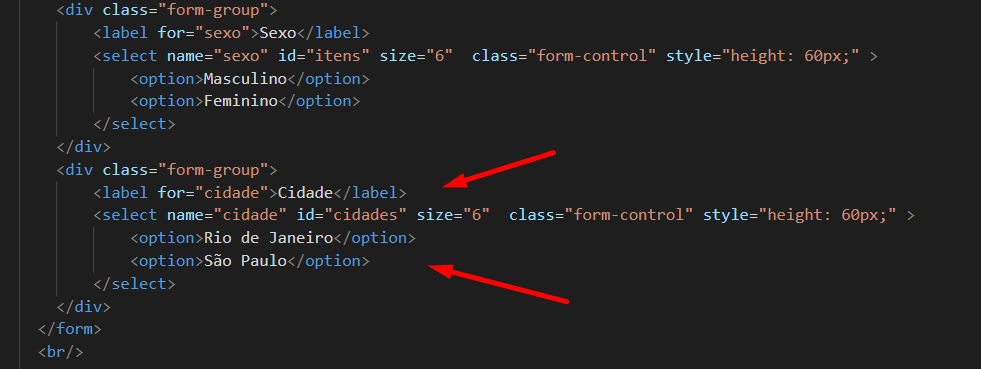 <div class="form-group">
<label for="sexo">Sexo</label>
<select name="sexo" id="itens" size="6"  class="form-control" style="height: 60px;" >
<option>Masculino</option>
<option>Feminino</option>
</select>
</div>
<div class="form-group">
<label for="cidade">Cidade</label>
<select name="cidade" id="cidades" size="6"  class="form-control" style="height: 60px;" >
<option>Rio de Janeiro</option>
<option>São Paulo</option>
</select>
</div>
</form>
<br/>